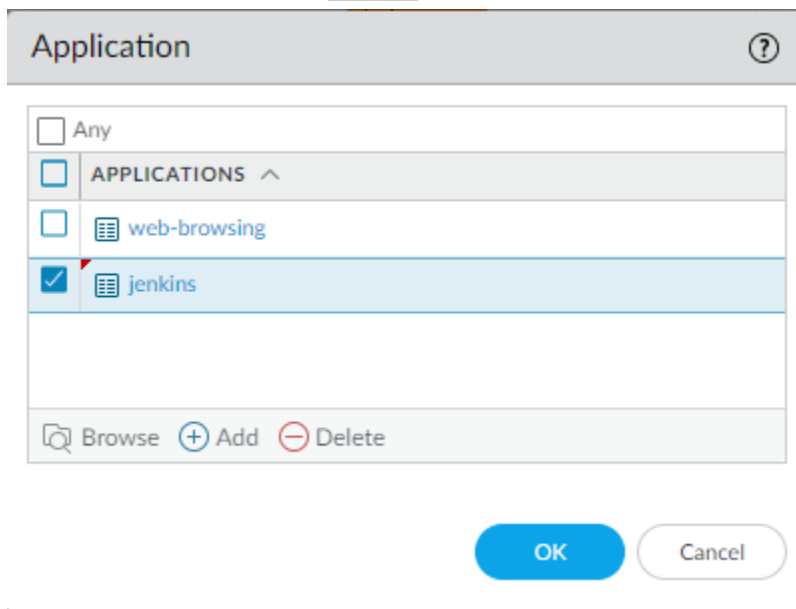 Application
Any
APPLICATIONS
web-browsing
jenkins
Browse Add Delete
OK Cancel